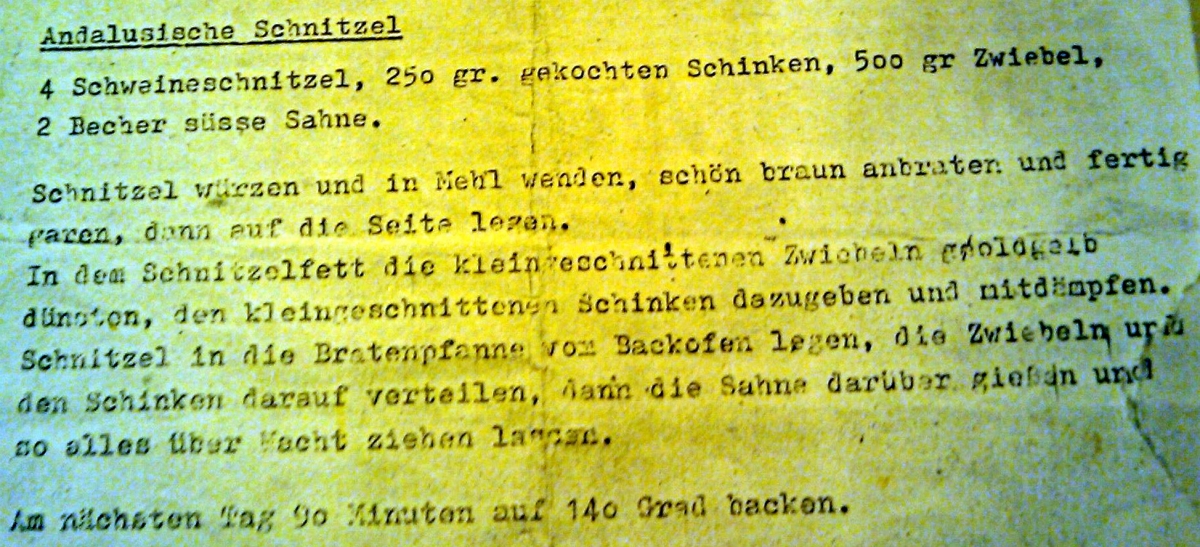 Andalusische Schnitzel
4 Schweineschnitzel, 250 gr. gekochten Schinken, 500 gr Zwiebel,
2 Becher süsse Sahne.
Schnitzel würzen und in Mehl wenden, schön braun anbraten und fertig
garen, dann auf die Seite legen.
In dem Schnitzelfett die kleingeschnittenen Zwiebeln goldgelb
dünsten, den kleingeschnittenen Schinken dazugeben und mitdämpfen.
Schnitzel in die Bratenpfanne vom Backofen legen, die Zwiebeln und
den Schinken darauf verteilen, dann die Sahne darüber gießen und
so alles über Nacht ziehen lassen.
Am nächsten Tag 90 Minuten auf 140 Grad backen.